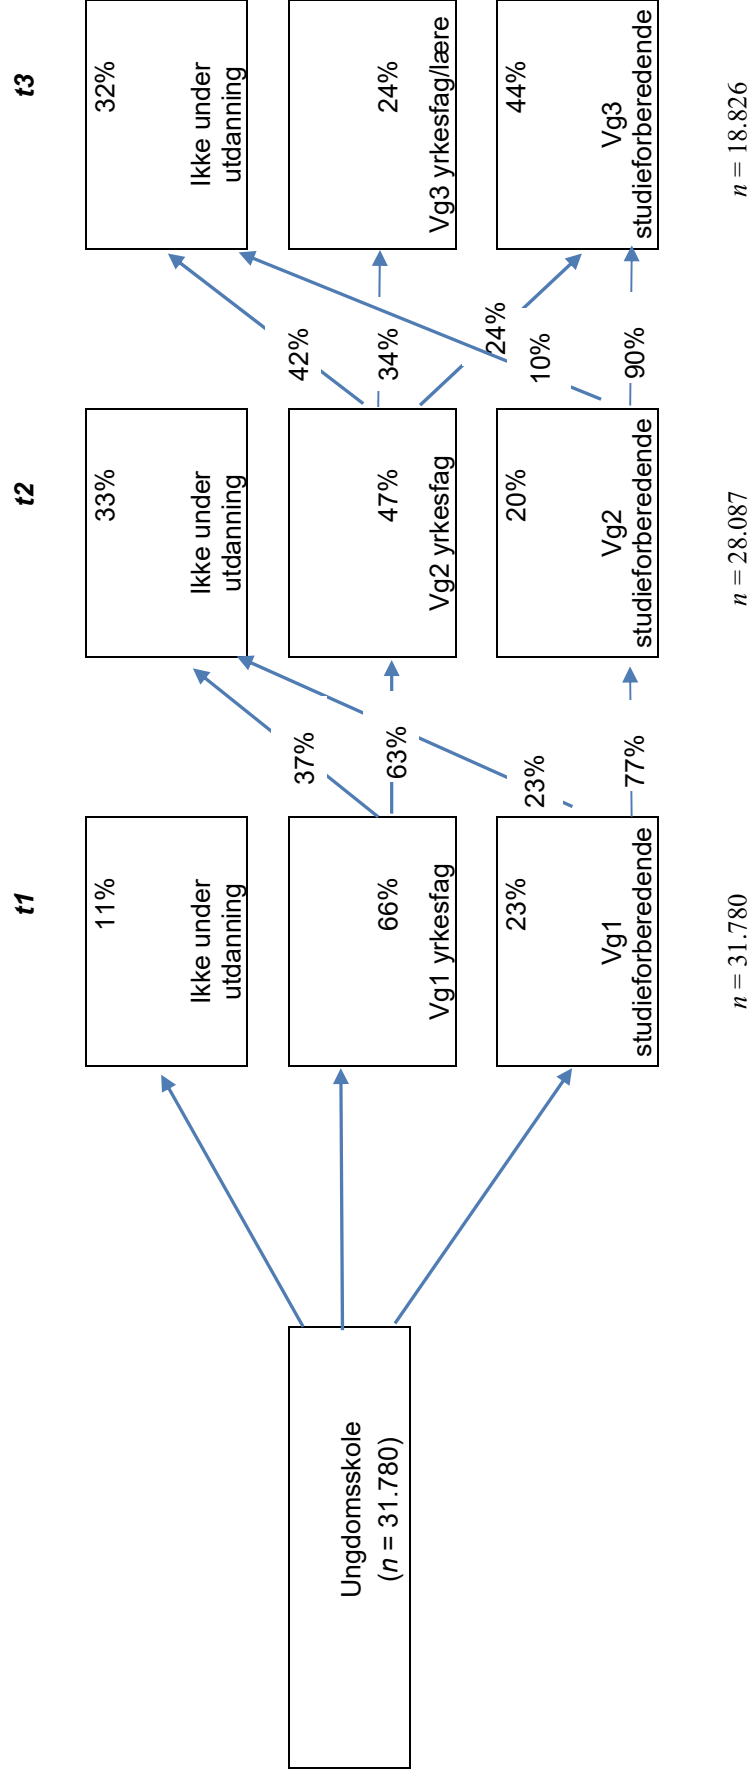 t1
t2
t3
Ungdomsskole
(n = 31.780)
11%
Ikke under
utdanning
66%
Vg1 yrkesfag
23%
Vg1
studieforberedende
37%
63%
23%
77%
33%
Ikke under
utdanning
47%
Vg2 yrkesfag
20%
Vg2
studieforberedende
42%
34%
24%
10%
90%
32%
Ikke under
utdanning
24%
Vg3 yrkesfag/lære
44%
Vg3
studieforberedende
n = 31.780
n = 28.087
n = 18.826